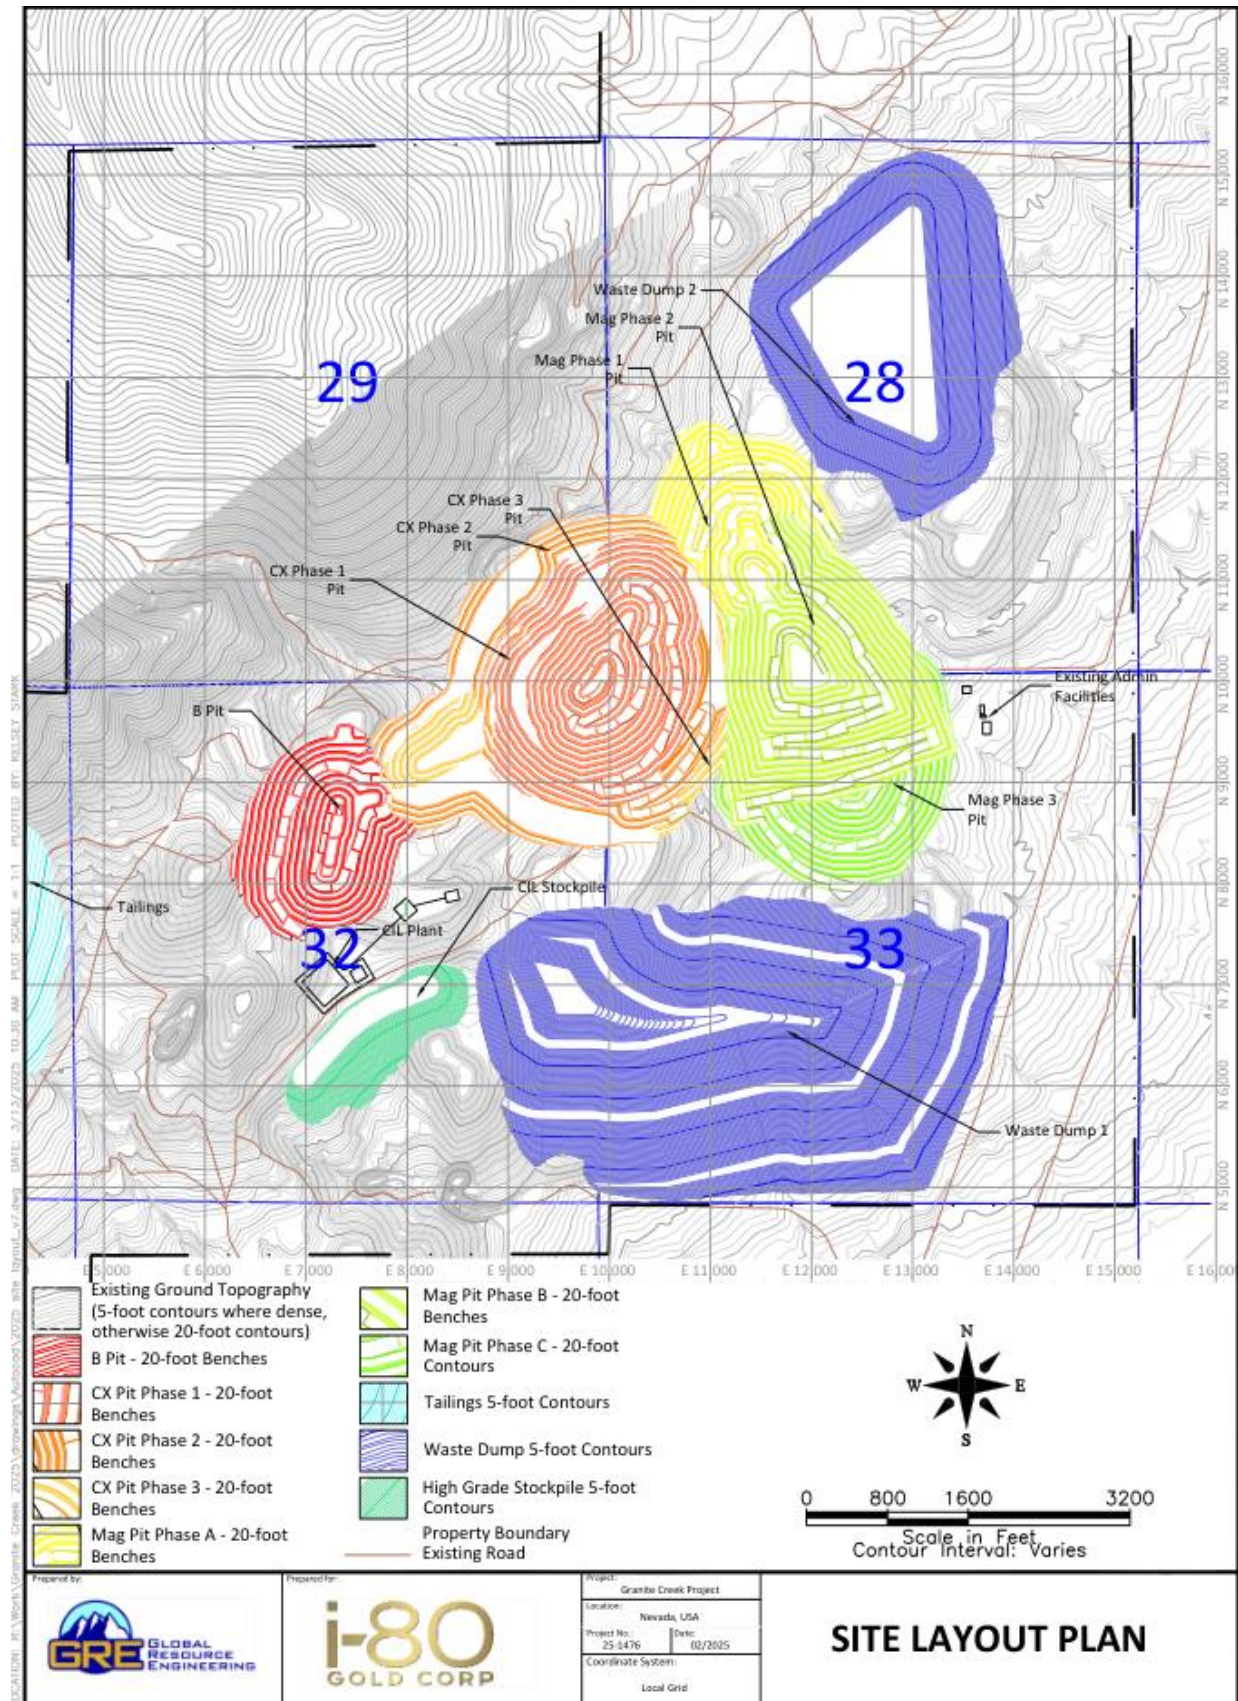 N 16,000
N 15,000
N 14,000
N 13,000
N 12,000
N 11,000
N 10,000
N 9,000
N 8,000
N 7,000
N 6,000
N 5,000
Waste Dump 2
Mag Phase 2
Pit
Mag Phase 1
Pit
29
28
CX Phase 3
Pit
CX Phase 2
Pit
CX Phase 1
Pit
B Pit
Existing Admin
Facilities
Mag Phase 3
Pit
Tailings
CIL Stockpile
CIL Plant
32
33
Waste Dump 1
E 5,000
E 6,000
E 7,000
E 8,000
E 9,000
E 10,000
E 11,000
E 12,000
E 13,000
E 14,000
E 15,000
E 16,000
Existing Ground Topography
(5-foot contours where dense,
otherwise 20-foot contours)
B Pit - 20-foot Benches
CX Pit Phase 1 - 20-foot
Benches
CX Pit Phase 2 - 20-foot
Benches
CX Pit Phase 3 - 20-foot
Benches
Mag Pit Phase A - 20-foot
Benches
Mag Pit Phase B - 20-foot
Benches
Mag Pit Phase C - 20-foot
Contours
Tailings 5-foot Contours
Waste Dump 5-foot Contours
High Grade Stockpile 5-foot
Contours
Property Boundary
Existing Road
N
W
E
S
0 800 1600 3200
Scale in Feet
Contour Interval: Varies
Prepared by:
GRE GLOBAL
RESOURCE
ENGINEERING
Prepared for:
i-80
GOLD CORP
Project:
Granite Creek Project
Location:
Nevada, USA
Project No.:
25-1476
Date:
02/2025
Coordinate System:
Local Grid
SITE LAYOUT PLAN